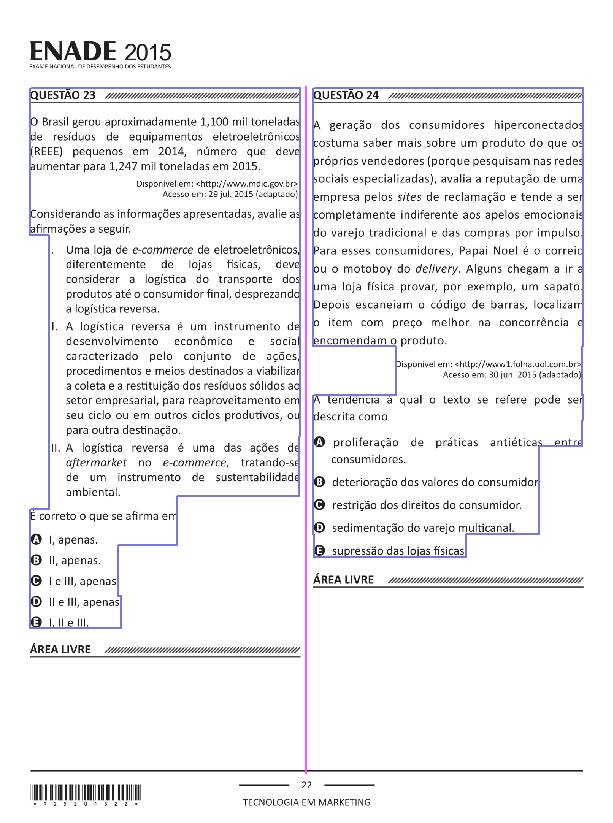 ENADE 2015
EXAME NACIONAL DE DESEMPENHO DOS ESTUDANTES
QUESTÃO 23
O Brasil gerou aproximadamente 1,100 mil toneladas
de resíduos de equipamentos eletroeletrônicos
(REEE) pequenos em 2014, número que deve
aumentar para 1,247 mil toneladas em 2015.
Disponível em: <http://www.mdic.gov.br>
Acesso em: 29 jul. 2015 (adaptado)
Considerando as informações apresentadas, avalie as
afirmações a seguir.
I. Uma loja de e-commerce de eletroeletrônicos,
diferentemente de lojas físicas, deve
considerar a logística do transporte dos
produtos até o consumidor final, desprezando
a logística reversa.
II. A logística reversa é um instrumento de
desenvolvimento econômico e social
caracterizado pelo conjunto de ações,
procedimentos e meios destinados a viabilizar
a coleta e a restituição dos resíduos sólidos ao
setor empresarial, para reaproveitamento em
seu ciclo ou em outros ciclos produtivos, ou
para outra destinação.
III. A logística reversa é uma das ações de
aftermarket no e-commerce, tratando-se
de um instrumento de sustentabilidade
ambiental.
É correto o que se afirma em
A I, apenas.
B II, apenas.
C I e III, apenas
D II e III, apenas
E I, II e III.
ÁREA LIVRE
QUESTÃO 24
A geração dos consumidores hiperconectados
costuma saber mais sobre um produto do que os
próprios vendedores (porque pesquisam nas redes
sociais especializadas), avalia a reputação de uma
empresa pelos sites de reclamação e tende a ser
completamente indiferente aos apelos emocionais
do varejo tradicional e das compras por impulso.
Para esses consumidores, Papai Noel é o correio
ou o motoboy do delivery. Alguns chegam a ir a
uma loja física provar, por exemplo, um sapato.
Depois escaneiam o código de barras, localizam
o item com preço melhor na concorrência e
encomendam o produto.
Disponível em: <http://www1.folha.uol.com.br>
Acesso em: 30 jun. 2015 (adaptado)
A tendência a qual o texto se refere pode ser
descrita como
A proliferação de práticas antiéticas entre
consumidores.
B deterioração dos valores do consumidor
C restrição dos direitos do consumidor.
D sedimentação do varejo multicanal.
E supressão das lojas físicas
ÁREA LIVRE
22
TECNOLOGIA EM MARKETING